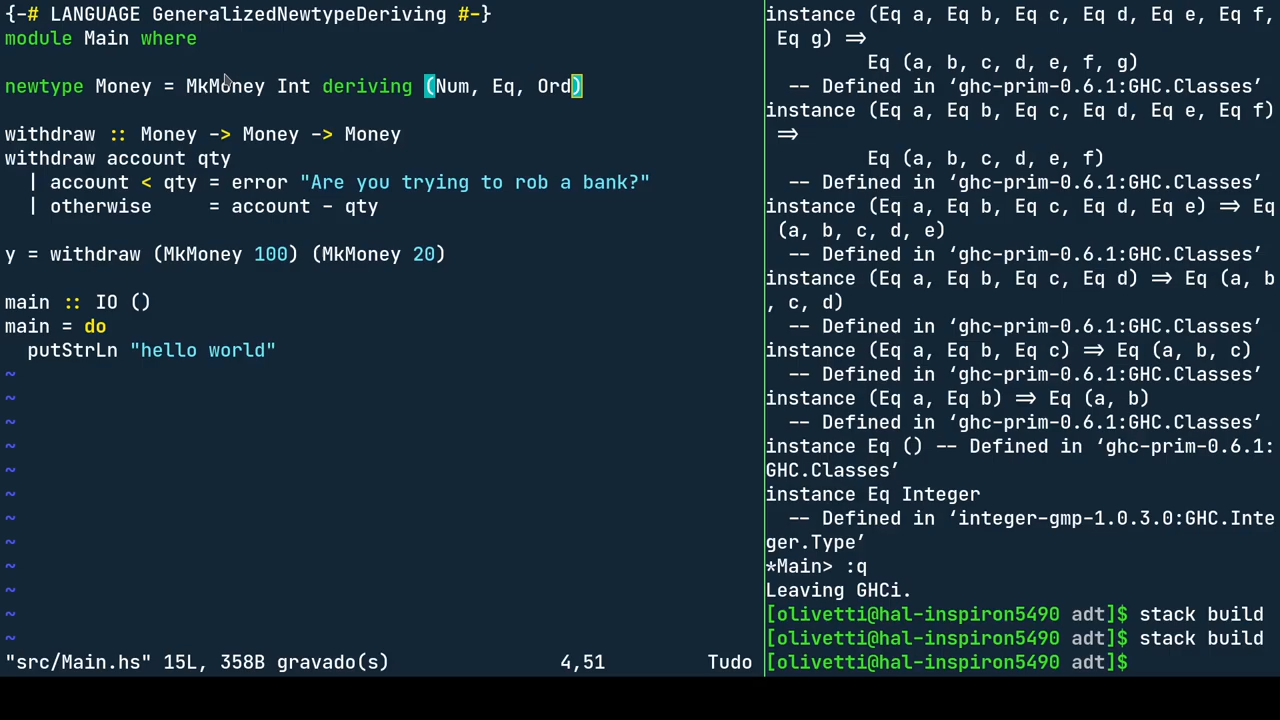 {-# LANGUAGE GeneralizedNewtypeDeriving #-}
module Main where
newtype Money = MkMoney Int deriving (Num, Eq, Ord)
withdraw :: Money -> Money -> Money
withdraw account qty
  | account < qty = error "Are you trying to rob a bank?"
  | otherwise     = account - qty
y = withdraw (MkMoney 100) (MkMoney 20)
main :: IO ()
main = do
  putStrLn "hello world"
~
~
~
~
~
~
~
~
~
~
~
~
"src/Main.hs" 15L, 358B gravado(s) 4,51 Tudo
instance (Eq a, Eq b, Eq c, Eq d, Eq e, Eq f,
 Eq g) =>
         Eq (a, b, c, d, e, f, g)
  -- Defined in ‘ghc-prim-0.6.1:GHC.Classes’
instance (Eq a, Eq b, Eq c, Eq d, Eq e, Eq f)
 =>
         Eq (a, b, c, d, e, f)
  -- Defined in ‘ghc-prim-0.6.1:GHC.Classes’
instance (Eq a, Eq b, Eq c, Eq d, Eq e) => Eq
 (a, b, c, d, e)
  -- Defined in ‘ghc-prim-0.6.1:GHC.Classes’
instance (Eq a, Eq b, Eq c, Eq d) => Eq (a, b
, c, d)
  -- Defined in ‘ghc-prim-0.6.1:GHC.Classes’
instance (Eq a, Eq b, Eq c) => Eq (a, b, c)
  -- Defined in ‘ghc-prim-0.6.1:GHC.Classes’
instance (Eq a, Eq b) => Eq (a, b)
  -- Defined in ‘ghc-prim-0.6.1:GHC.Classes’
instance Eq () -- Defined in ‘ghc-prim-0.6.1:
GHC.Classes’
instance Eq Integer
  -- Defined in ‘integer-gmp-1.0.3.0:GHC.Inte
ger.Type’
*Main> :q
Leaving GHCi.
[olivetti@hal-inspiron5490 adt]$ stack build
[olivetti@hal-inspiron5490 adt]$ stack build
[olivetti@hal-inspiron5490 adt]$